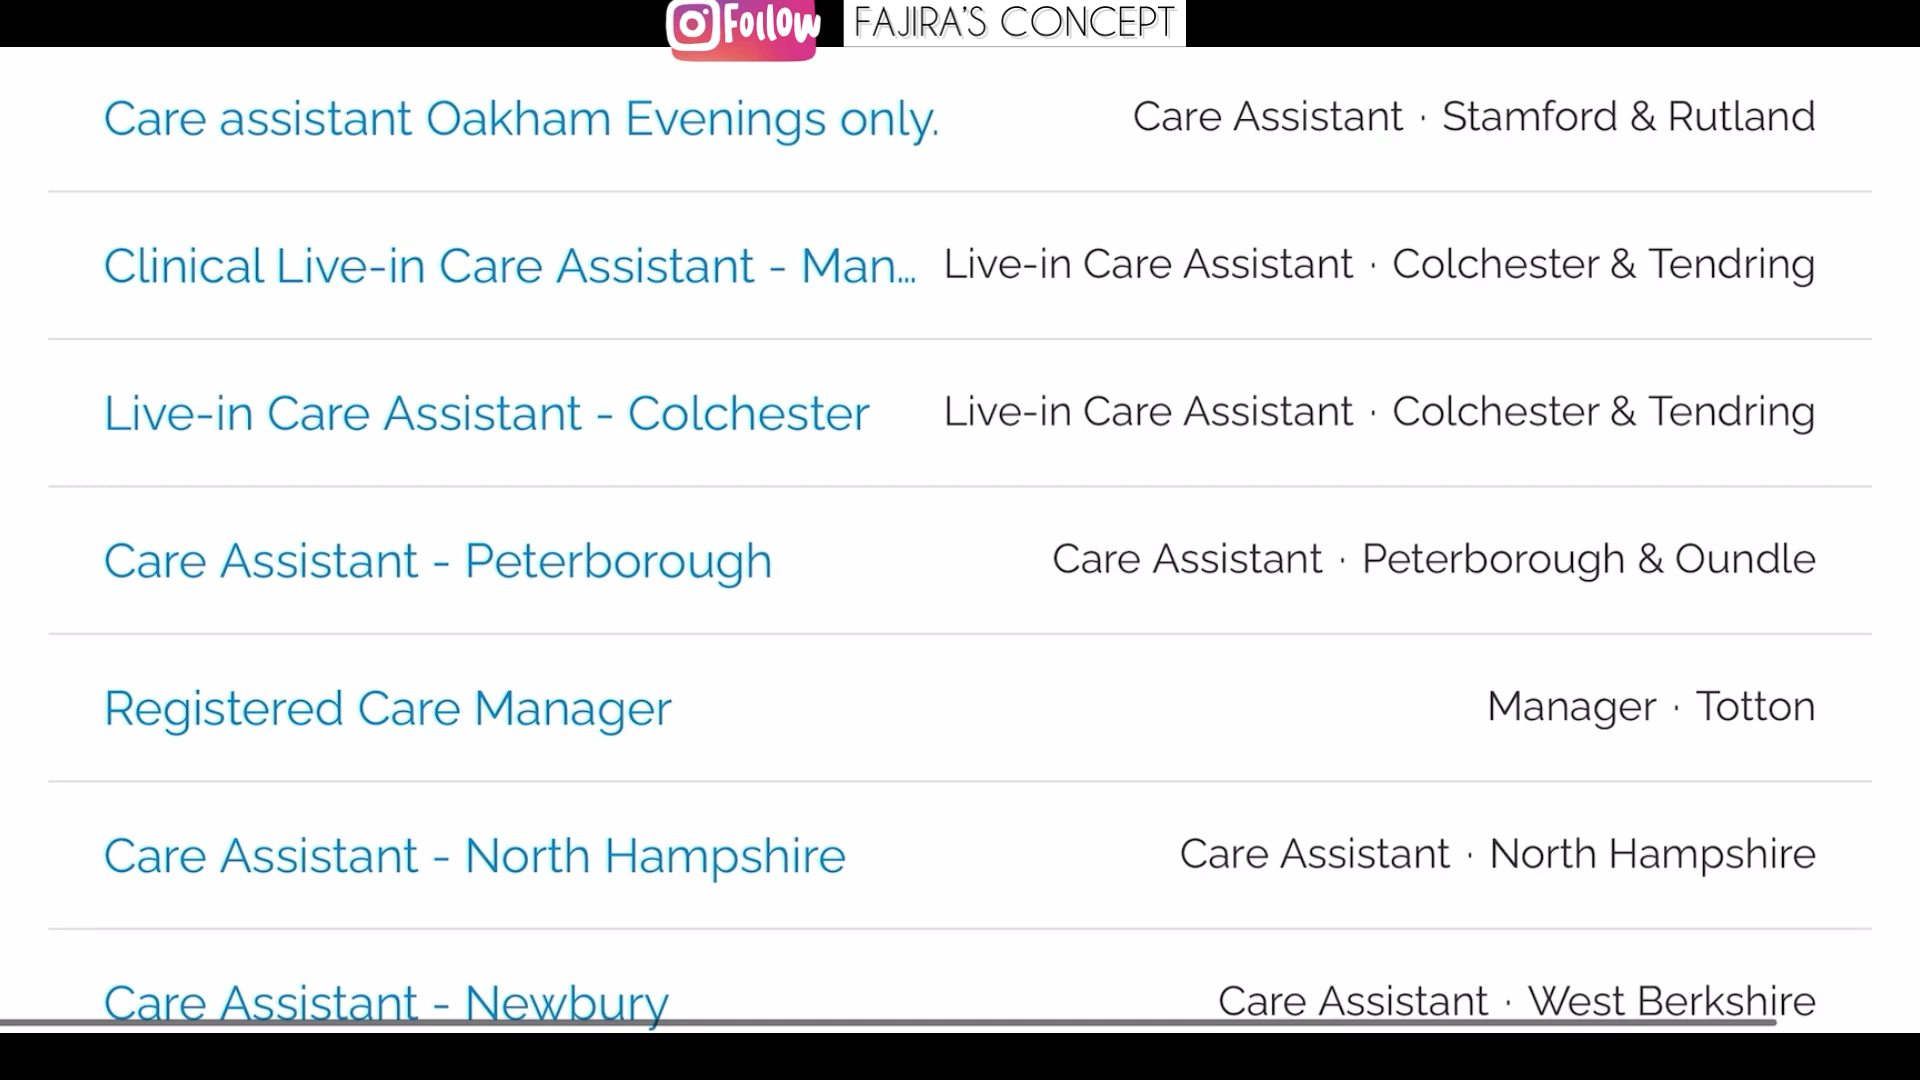 Follow FAJIRA'S CONCEPT
Care assistant Oakham Evenings only. Care Assistant · Stamford & Rutland
Clinical Live-in Care Assistant - Man... Live-in Care Assistant · Colchester & Tendring
Live-in Care Assistant - Colchester Live-in Care Assistant · Colchester & Tendring
Care Assistant - Peterborough Care Assistant · Peterborough & Oundle
Registered Care Manager Manager · Totton
Care Assistant - North Hampshire Care Assistant · North Hampshire
Care Assistant - Newbury Care Assistant · West Berkshire